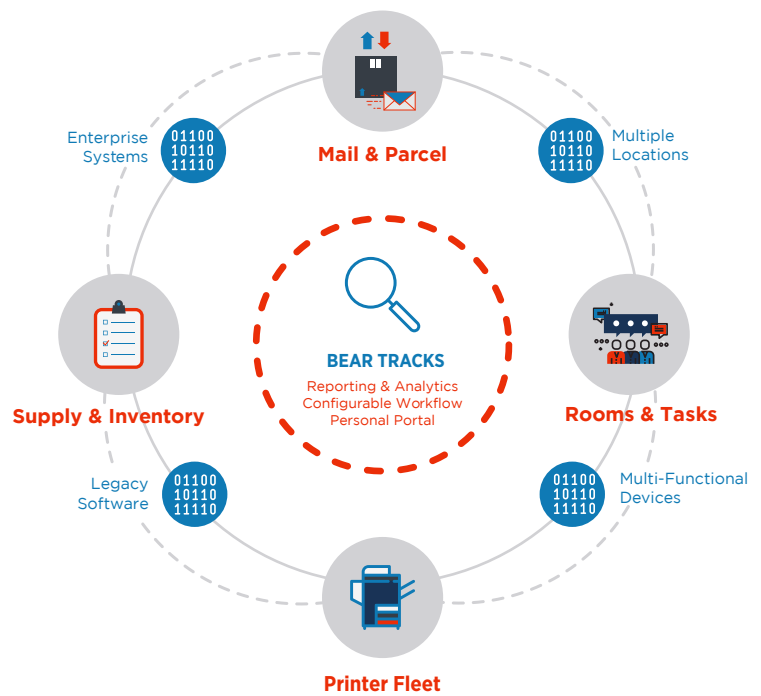 Mail & Parcel
Enterprise
Systems
01100
10110
11110
01100
10110
11110
Multiple
Locations
BEAR TRACKS
Reporting & Analytics
Configurable Workflow
Personal Portal
Supply & Inventory
Rooms & Tasks
Legacy
Software
01100
10110
11110
01100
10110
11110
Multi-Functional
Devices
Printer Fleet